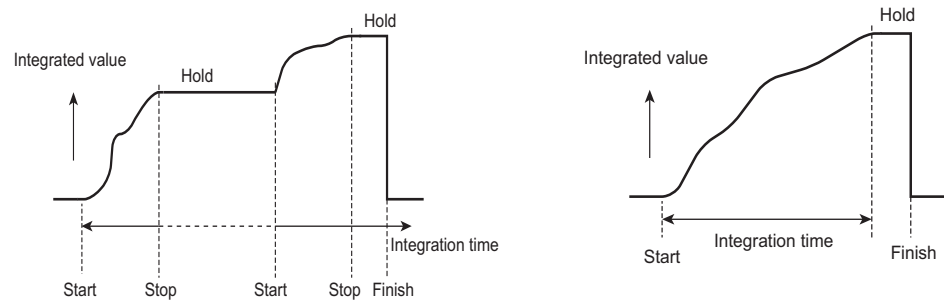 Hold
Integrated value
Hold
Integration time
Start
Stop
Start
Stop
Finish
Hold
Integrated value
Integration time
Start
Finish